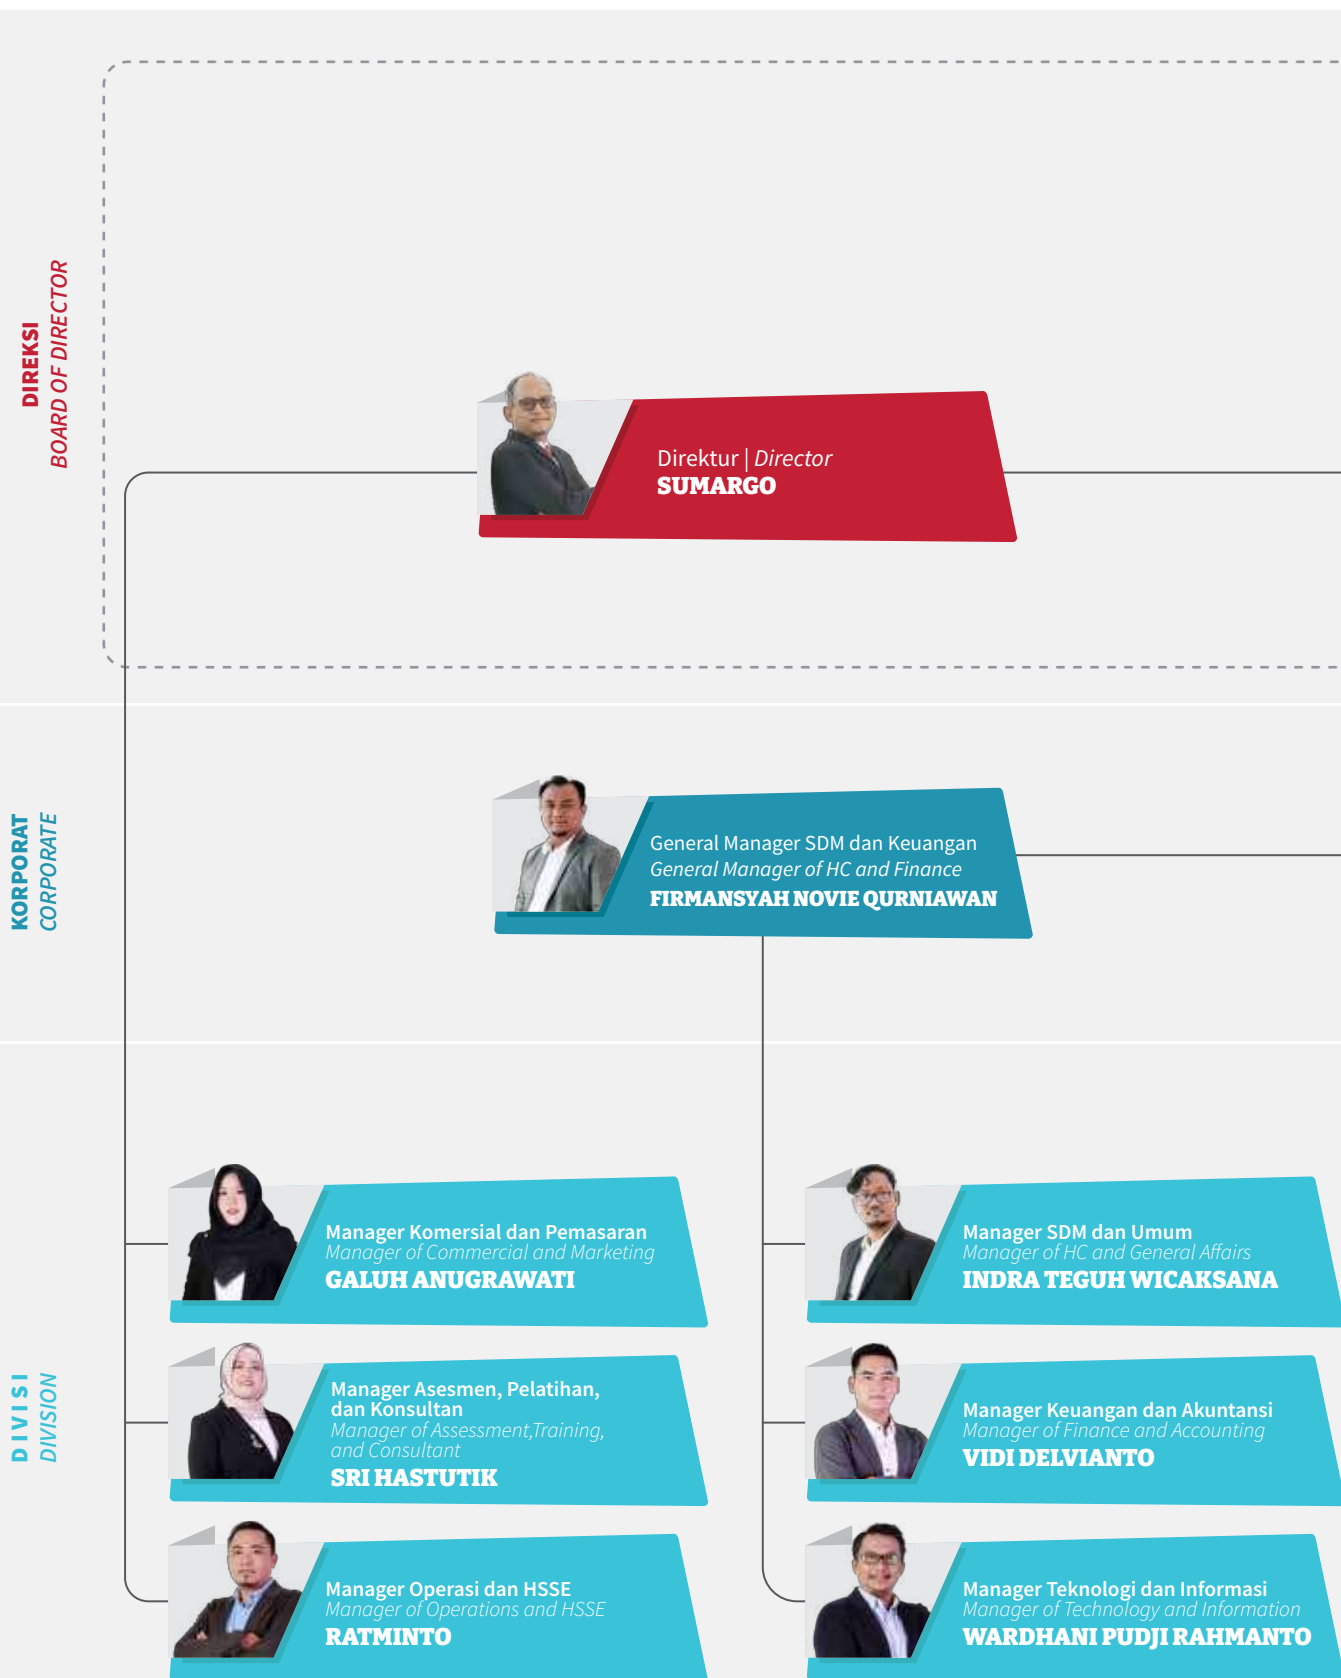 DIREKSI
BOARD OF DIRECTOR
Direktur | Director
SUMARGO
KORPORAT
CORPORATE
General Manager SDM dan Keuangan
General Manager of HC and Finance
FIRMANSYAH NOVIE QURNIAWAN
DIVISI
DIVISION
Manager Komersial dan Pemasaran
Manager of Commercial and Marketing
GALUH ANUGRAWATI
Manager Asesmen, Pelatihan,
dan Konsultan
Manager of Assessment,Training,
and Consultant
SRI HASTUTIK
Manager Operasi dan HSSE
Manager of Operations and HSSE
RATMINTO
Manager SDM dan Umum
Manager of HC and General Affairs
INDRA TEGUH WICAKSANA
Manager Keuangan dan Akuntansi
Manager of Finance and Accounting
VIDI DELVIANTO
Manager Teknologi dan Informasi
Manager of Technology and Information
WARDHANI PUDJI RAHMANTO